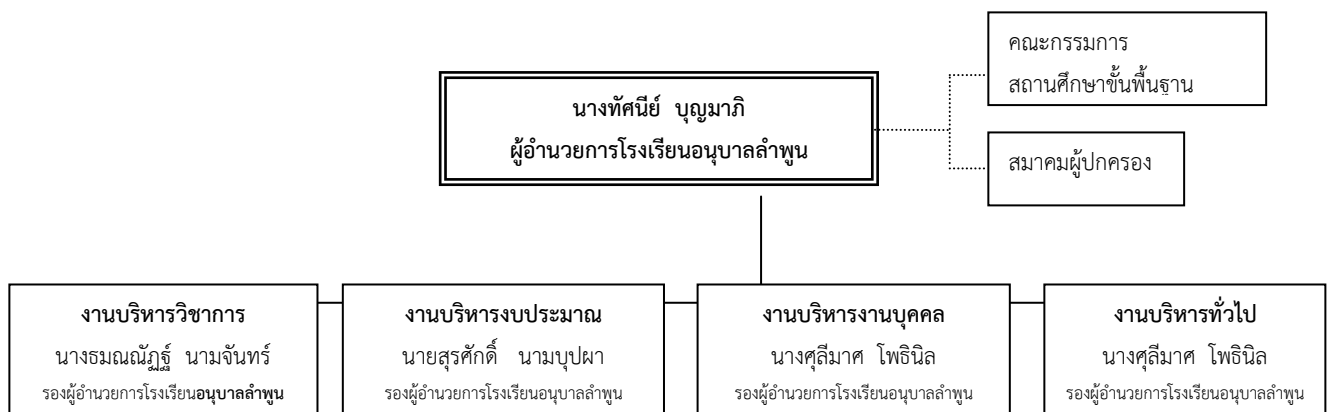 คณะกรรมการ
สถานศึกษาขั้นพื้นฐาน
นางทัศนีย์ บุญมาภิ
ผู้อำนวยการโรงเรียนอนุบาลลำพูน
สมาคมผู้ปกครอง
งานบริหารวิชาการ
นางธมณณัฏฐ์ นามจันทร์
รองผู้อำนวยการโรงเรียนอนุบาลลำพูน
งานบริหารงบประมาณ
นายสุรศักดิ์ นามบุปผา
รองผู้อำนวยการโรงเรียนอนุบาลลำพูน
งานบริหารงานบุคคล
นางศุลีมาศ โพธินิล
รองผู้อำนวยการโรงเรียนอนุบาลลำพูน
งานบริหารทั่วไป
นางศุลีมาศ โพธินิล
รองผู้อำนวยการโรงเรียนอนุบาลลำพูน